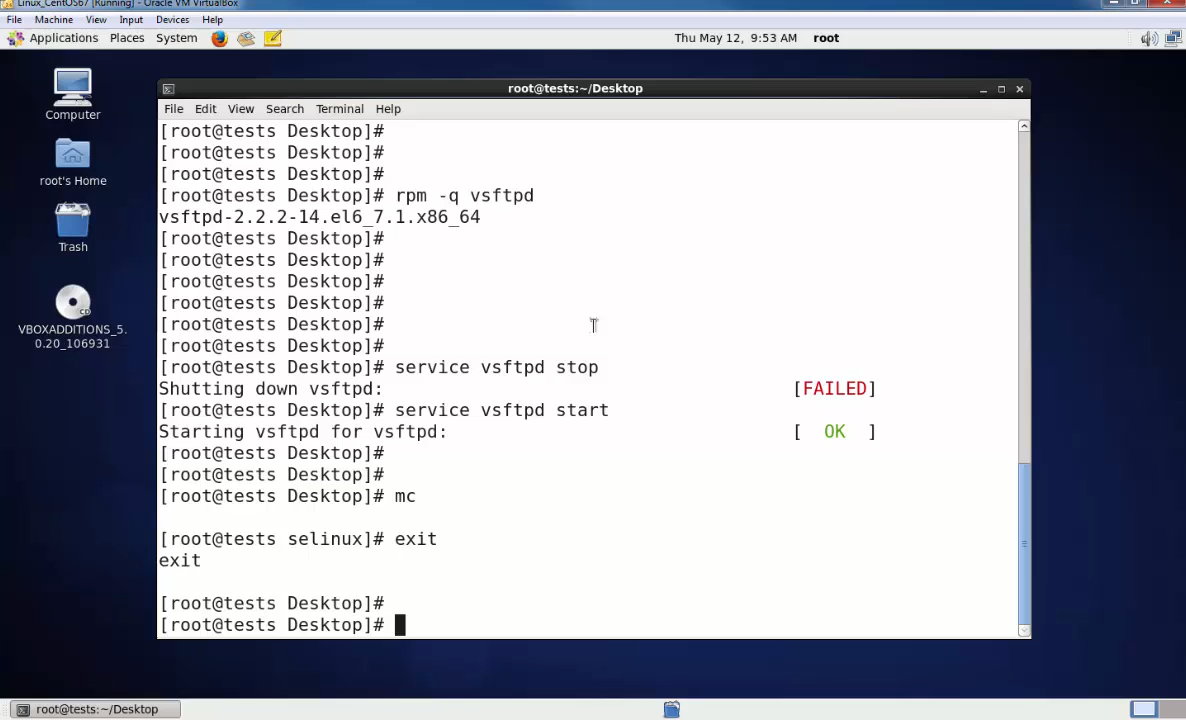 Linux_CentOS67 [Running] - Oracle VM VirtualBox
File Machine View Input Devices Help
Applications Places System Thu May 12, 9:53 AM root
root@tests:~/Desktop
File Edit View Search Terminal Help
[root@tests Desktop]#
[root@tests Desktop]#
[root@tests Desktop]#
[root@tests Desktop]# rpm -q vsftpd
vsftpd-2.2.2-14.el6_7.1.x86_64
[root@tests Desktop]#
[root@tests Desktop]#
[root@tests Desktop]#
[root@tests Desktop]#
[root@tests Desktop]#
[root@tests Desktop]#
[root@tests Desktop]# service vsftpd stop
Shutting down vsftpd: [FAILED]
[root@tests Desktop]# service vsftpd start
Starting vsftpd for vsftpd: [ OK ]
[root@tests Desktop]#
[root@tests Desktop]#
[root@tests Desktop]# mc
[root@tests selinux]# exit
exit
[root@tests Desktop]#
[root@tests Desktop]#
Computer
root's Home
Trash
CD
VBOXADDITIONS_5.
0.20_106931
root@tests:~/Desktop